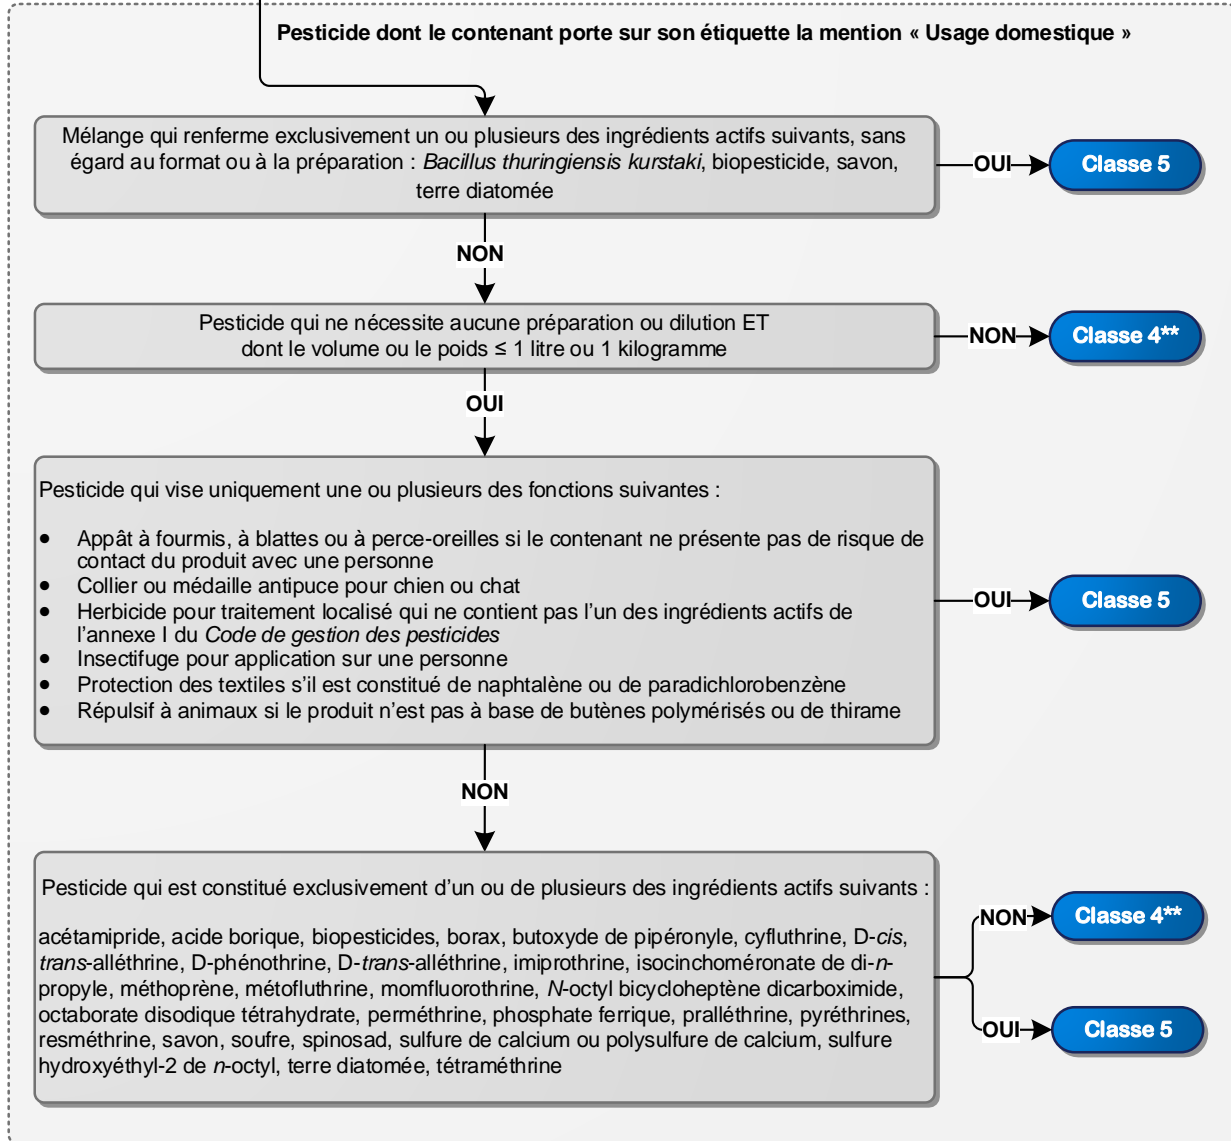 Pesticide dont le contenant porte sur son étiquette la mention « Usage domestique »
Mélange qui renferme exclusivement un ou plusieurs des ingrédients actifs suivants, sans
égard au format ou à la préparation : Bacillus thuringiensis kurstaki, biopesticide, savon,
terre diatomée
OUI
Classe 5
NON
Pesticide qui ne nécessite aucune préparation ou dilution ET
dont le volume ou le poids ≤ 1 litre ou 1 kilogramme
NON
Classe 4**
OUI
Pesticide qui vise uniquement une ou plusieurs des fonctions suivantes :
• Appât à fourmis, à blattes ou à perce-oreilles si le contenant ne présente pas de risque de
contact du produit avec une personne
• Collier ou médaille antipuce pour chien ou chat
• Herbicide pour traitement localisé qui ne contient pas l’un des ingrédients actifs de
l’annexe I du Code de gestion des pesticides
• Insectifuge pour application sur une personne
• Protection des textiles s’il est constitué de naphtalène ou de paradichlorobenzène
• Répulsif à animaux si le produit n’est pas à base de butènes polymérisés ou de thirame
OUI
Classe 5
NON
Pesticide qui est constitué exclusivement d’un ou de plusieurs des ingrédients actifs suivants :
acétamipride, acide borique, biopesticides, borax, butoxyde de pipéronyle, cyfluthrine, D-cis,
trans-alléthrine, D-phénothrine, D-trans-alléthrine, imiprothrine, isocinchoméronate de di-n-
propyle, méthoprène, métofluthrine, momfluorothrine, N-octyl bicycloheptène dicarboximide,
octaborate disodique tétrahydrate, perméthrine, phosphate ferrique, pralléthrine, pyréthrines,
resméthrine, savon, soufre, spinosad, sulfure de calcium ou polysulfure de calcium, sulfure
hydroxyéthyl-2 de n-octyl, terre diatomée, tétraméthrine
NON
Classe 4**
OUI
Classe 5